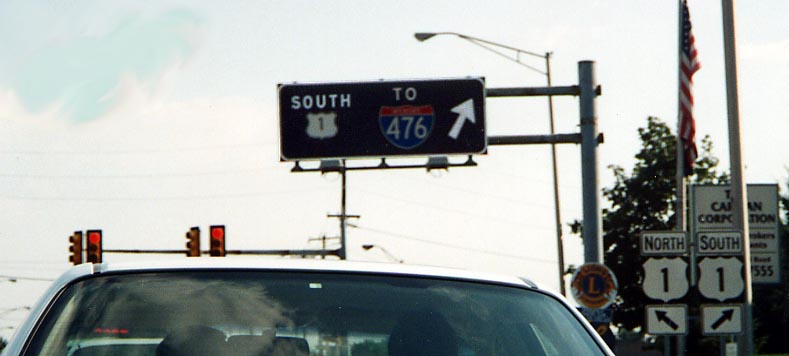 SOUTH TO
1 476
NORTH SOUTH
1 1
CORPORATION
555
L